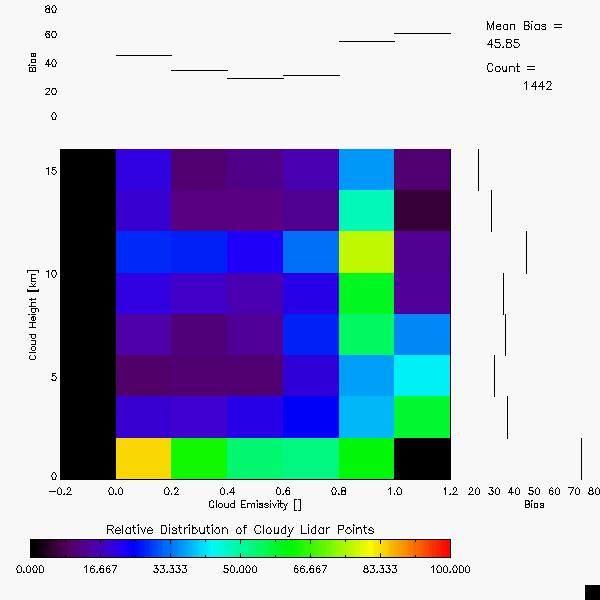 80
60
40
20
0
Bias
Mean Bias =
45.85
Count =
1442
15
10
5
0
Cloud Height [km]
-0.2 0.0 0.2 0.4 0.6 0.8 1.0 1.2
Cloud Emissivity []
20 30 40 50 60 70 80
Bias
Relative Distribution of Cloudy Lidar Points
0.000 16.667 33.333 50.000 66.667 83.333 100.000